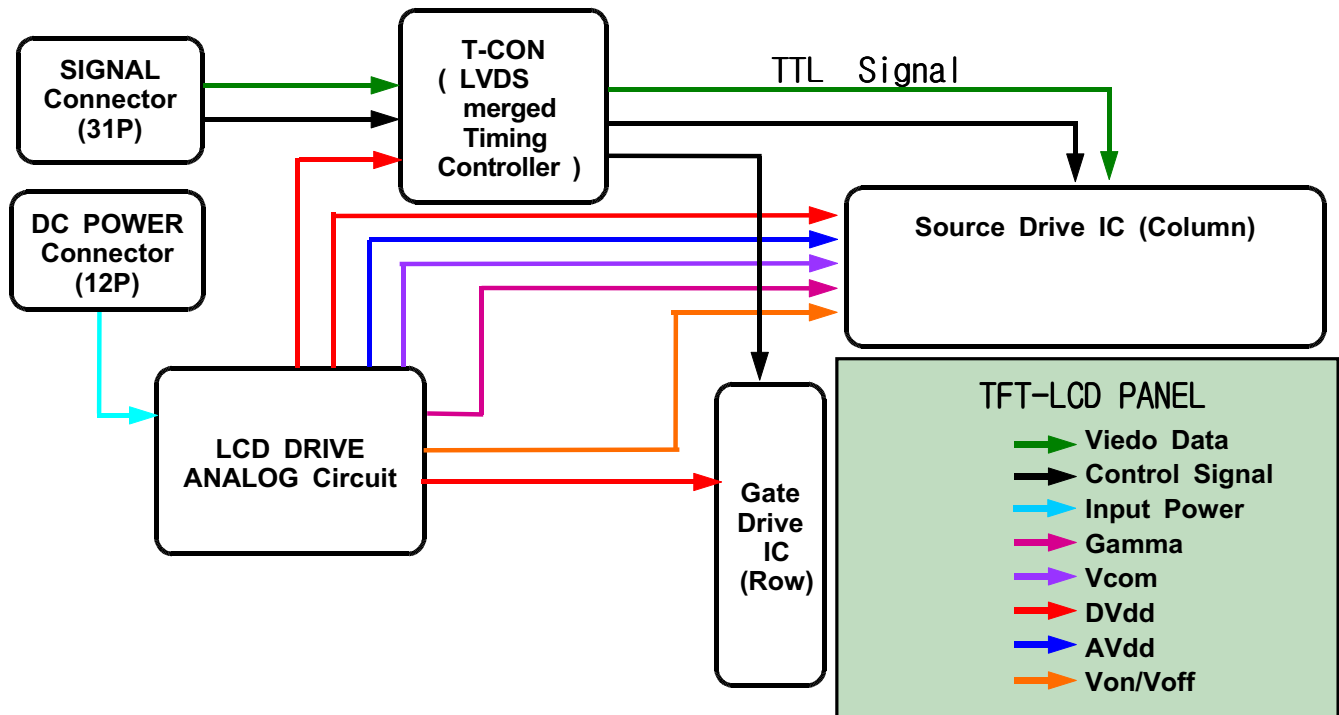 SIGNAL
Connector
(31P)
T-CON
( LVDS
merged
Timing
Controller )
TTL Signal
DC POWER
Connector
(12P)
Source Drive IC (Column)
LCD DRIVE
ANALOG Circuit
Gate
Drive
IC
(Row)
TFT-LCD PANEL
Viedo Data
Control Signal
Input Power
Gamma
Vcom
DVdd
AVdd
Von/Voff